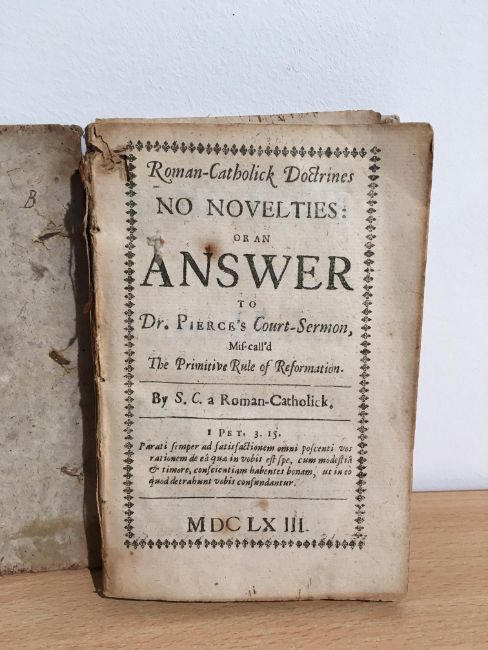 B
Roman-Catholick Doctrines
NO NOVELTIES:
OR AN
ANSWER
TO
Dr. PIERCE'S Court-Sermon,
Miſ-call'd
The Primitive Rule of Reformation.
By S. C. a Roman-Catholick.
1 PET. 3. 15.
Parati ſemper ad ſatisfactionem omni poſcenti vos
rationem de eâ quæ in vobis eſt ſpe, cum modeſtiâ
& timore, conſcientiam habentes bonam, ut in eo
quod detrahunt vobis confundantur.
MDCLXIII.